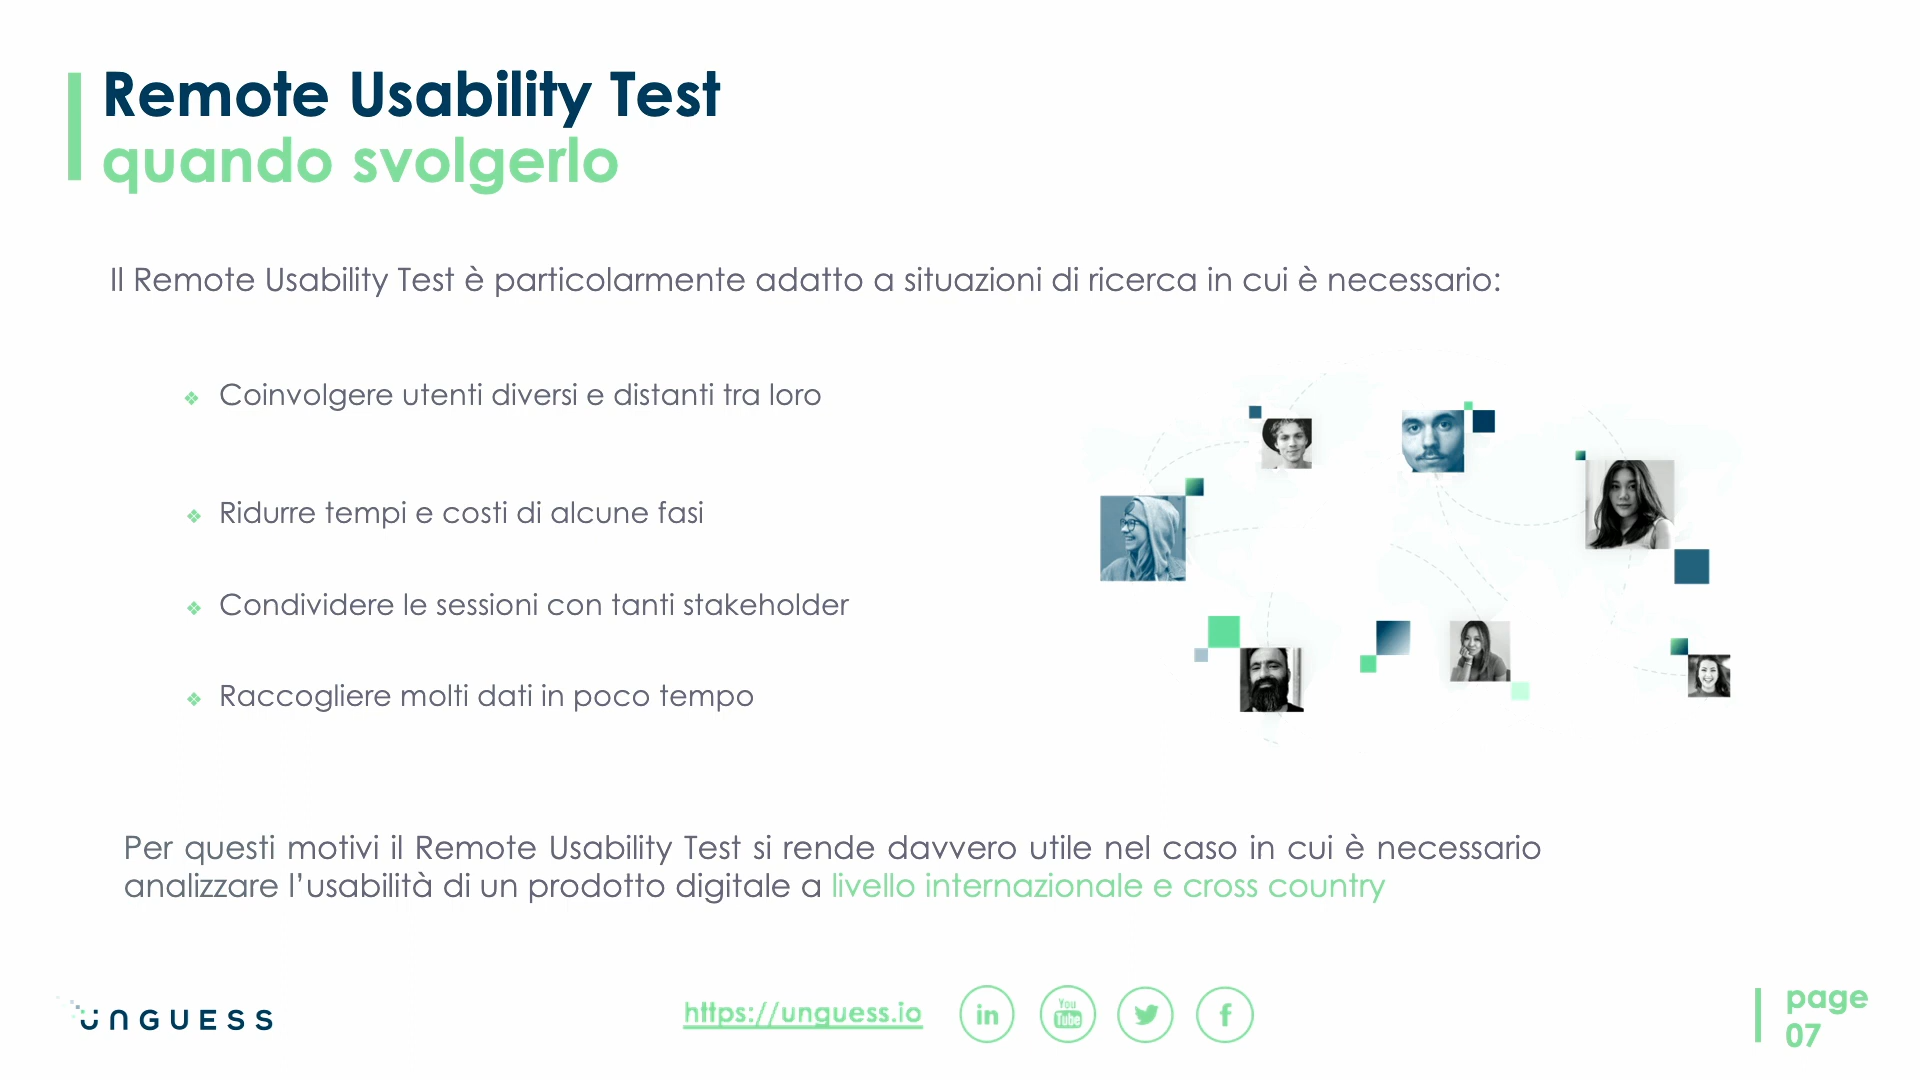 Remote Usability Test
quando svolgerlo
Il Remote Usability Test è particolarmente adatto a situazioni di ricerca in cui è necessario:
❖ Coinvolgere utenti diversi e distanti tra loro
❖ Ridurre tempi e costi di alcune fasi
❖ Condividere le sessioni con tanti stakeholder
❖ Raccogliere molti dati in poco tempo
Per questi motivi il Remote Usability Test si rende davvero utile nel caso in cui è necessario
analizzare l’usabilità di un prodotto digitale a livello internazionale e cross country
UNGUESS
https://unguess.io
in
You
Tube
f
page
07